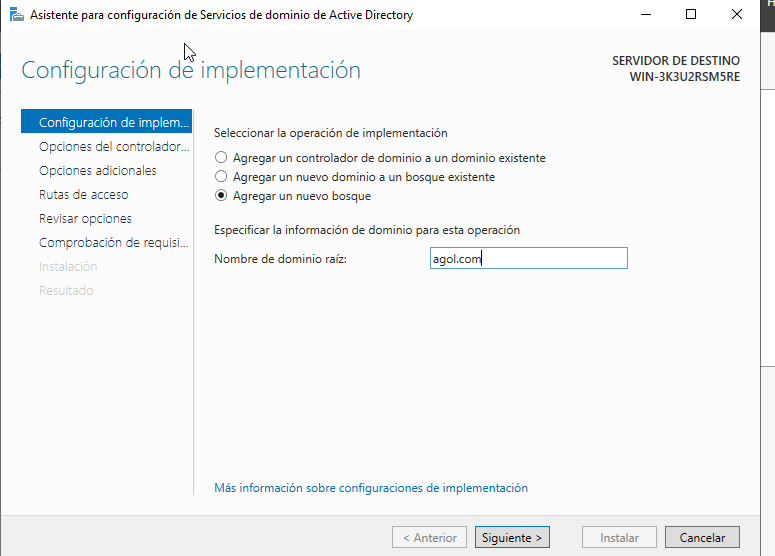 Asistente para configuración de Servicios de dominio de Active Directory
Configuración de implementación
SERVIDOR DE DESTINO
WIN-3K3U2RSM5RE
Configuración de implem...
Opciones del controlador...
Opciones adicionales
Rutas de acceso
Revisar opciones
Comprobación de requisi...
Instalación
Resultado
Seleccionar la operación de implementación
Agregar un controlador de dominio a un dominio existente
Agregar un nuevo dominio a un bosque existente
Agregar un nuevo bosque
Especificar la información de dominio para esta operación
Nombre de dominio raíz: agol.com
Más información sobre configuraciones de implementación
< Anterior Siguiente > Instalar Cancelar